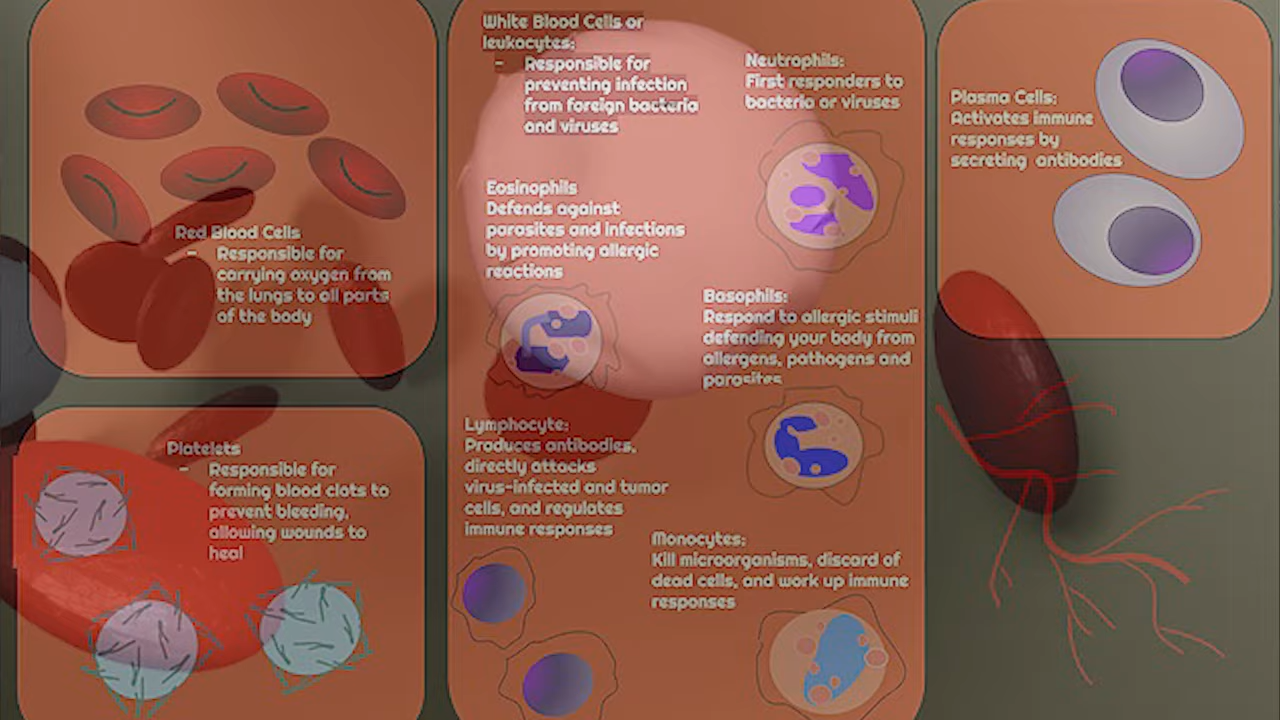 White Blood Cells or
leukocytes:
- Responsible for
preventing infection
from foreign bacteria
and viruses
Neutrophils:
First responders to
bacteria or viruses
Plasma Cells:
Activates immune
responses by
secreting antibodies
Eosinophils
Defends against
parasites and infections
by promoting allergic
reactions
Red Blood Cells
- Responsible for
carrying oxygen from
the lungs to all parts
of the body
Basophils:
Respond to allergic stimuli
defending your body from
allergens, pathogens and
parasites
Lymphocyte:
Produces antibodies,
directly attacks
virus-infected and tumor
cells, and regulates
immune responses
Platelets
- Responsible for
forming blood clots to
prevent bleeding,
allowing wounds to
heal
Monocytes:
Kill microorganisms, discard of
dead cells, and work up immune
responses